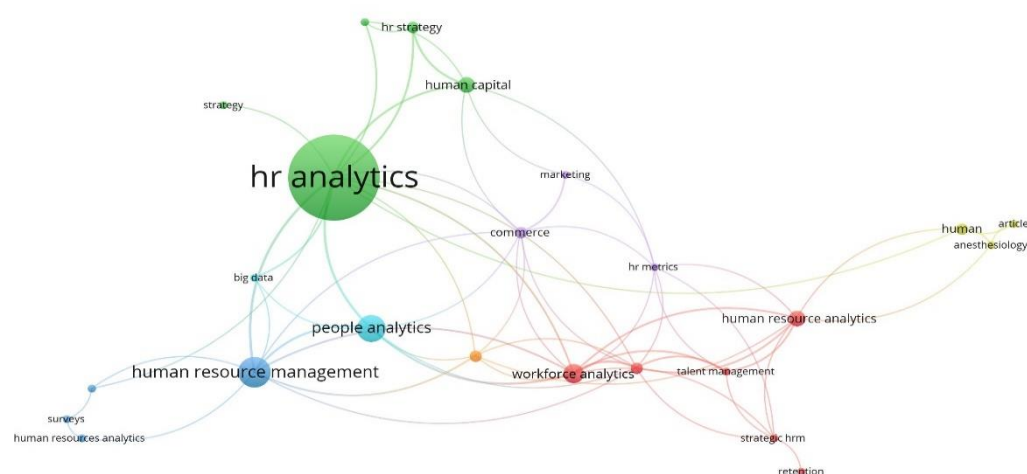 hr strategy
human capital
strategy
hr analytics
marketing
commerce
human
article
anesthesiology
big data
hr metrics
people analytics
human resource analytics
human resource management
workforce analytics
talent management
surveys
human resources analytics
strategic hrm
retention